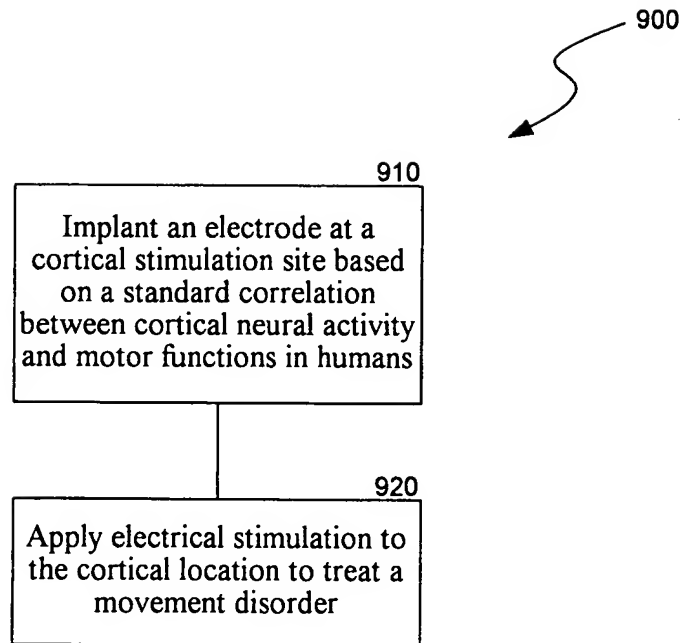 900
910
Implant an electrode at a
cortical stimulation site based
on a standard correlation
between cortical neural activity
and motor functions in humans
920
Apply electrical stimulation to
the cortical location to treat a
movement disorder